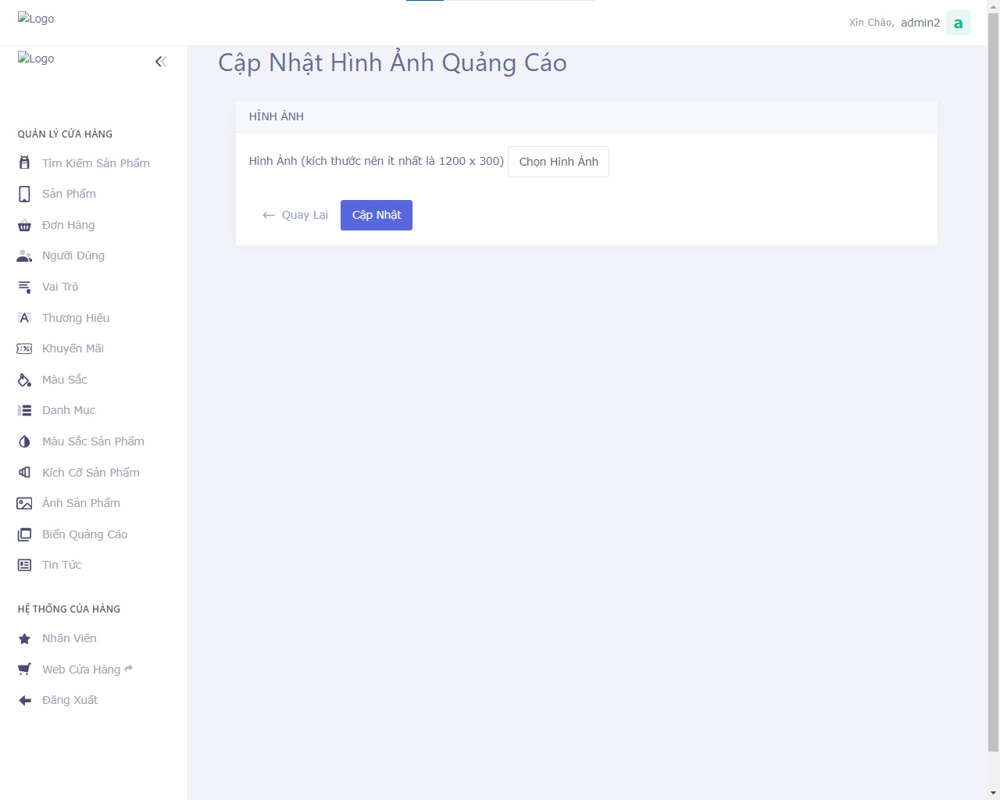 Logo
Xin Chào, admin2 a
Logo
Cập Nhật Hình Ảnh Quảng Cáo
HÌNH ẢNH
Hình Ảnh (kích thước nên ít nhất là 1200 x 300) Chọn Hình Ảnh
Quay Lại Cập Nhật
QUẢN LÝ CỬA HÀNG
Tìm Kiếm Sản Phẩm
Sản Phẩm
Đơn Hàng
Người Dùng
Vai Trò
Thương Hiệu
Khuyến Mãi
Màu Sắc
Danh Mục
Màu Sắc Sản Phẩm
Kích Cỡ Sản Phẩm
Ảnh Sản Phẩm
Biển Quảng Cáo
Tin Tức
HỆ THỐNG CỦA HÀNG
Nhân Viên
Web Cửa Hàng
Đăng Xuất